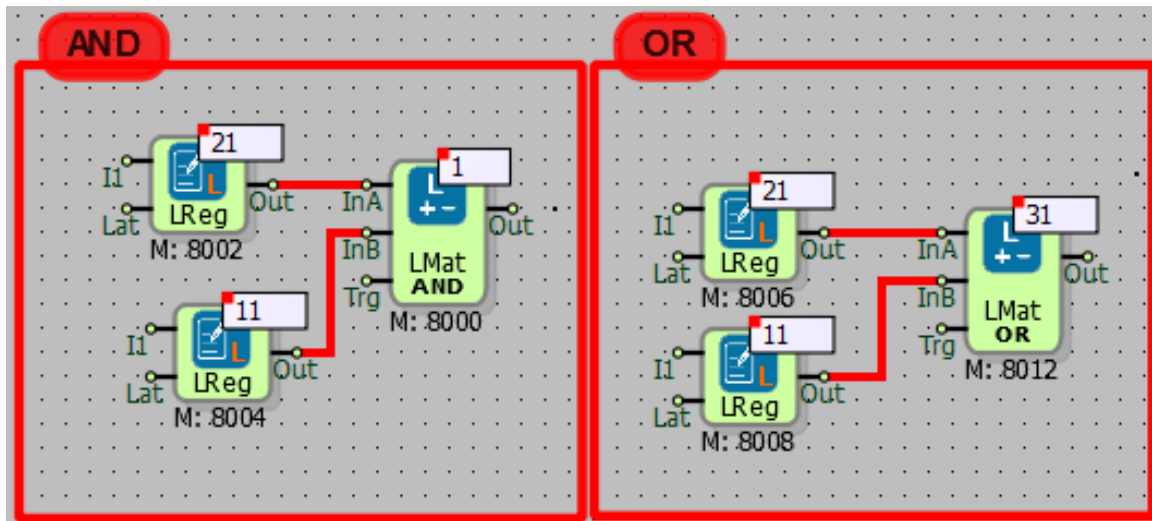 AND
21
I1
Lat
L
LReg
Out
M: 8002
1
InA
InB
Trg
L
+ -
LMat
AND
Out
M: 8000
11
I1
Lat
L
LReg
Out
M: 8004
OR
21
I1
Lat
L
LReg
Out
M: 8006
31
InA
InB
Trg
L
+ -
LMat
OR
Out
M: 8012
11
I1
Lat
L
LReg
Out
M: 8008